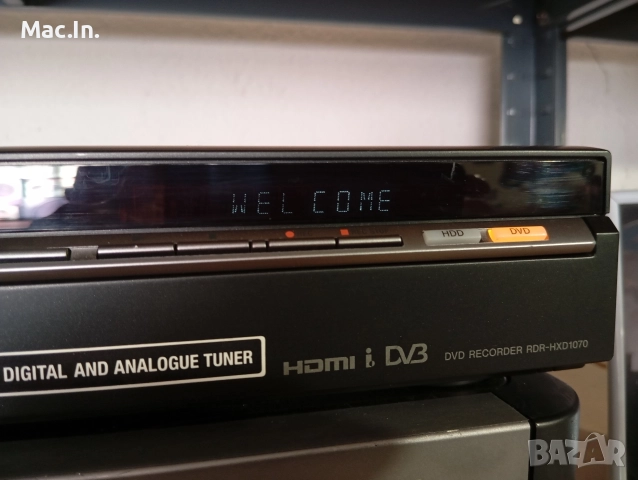 Mac.In.
WELCOME
HDD DVD
DIGITAL AND ANALOGUE TUNER
HDMI i DVB DVD RECORDER RDR-HXD1070
BAZAR